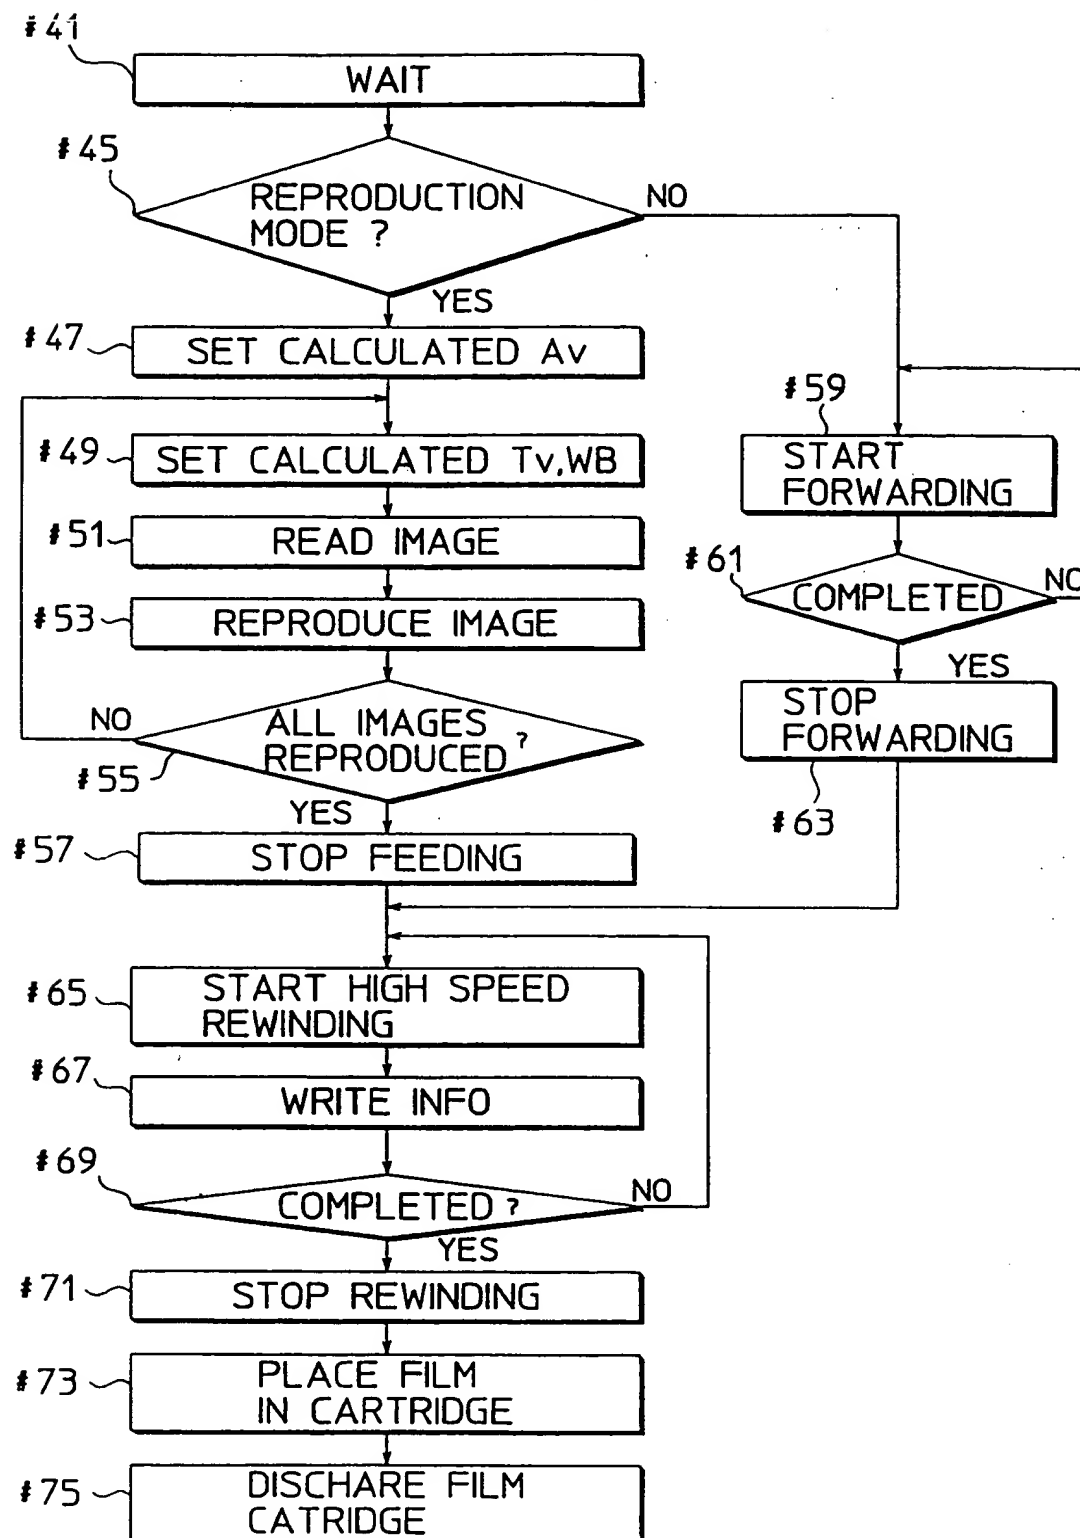 #41
WAIT
#45
REPRODUCTION
MODE ?
NO
YES
#47
SET CALCULATED Av
#49
SET CALCULATED Tv,WB
#51
READ IMAGE
#53
REPRODUCE IMAGE
ALL IMAGES
REPRODUCED ?
NO
#55
YES
#57
STOP FEEDING
#59
START
FORWARDING
#61
COMPLETED
NO
YES
STOP
FORWARDING
#63
#65
START HIGH SPEED
REWINDING
#67
WRITE INFO
#69
COMPLETED ?
NO
YES
#71
STOP REWINDING
#73
PLACE FILM
IN CARTRIDGE
#75
DISCHARE FILM
CATRIDGE